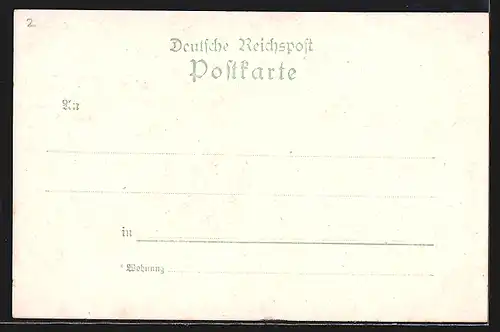 2
Deutsche Reichspost
Postkarte
An
in
* Wohnung